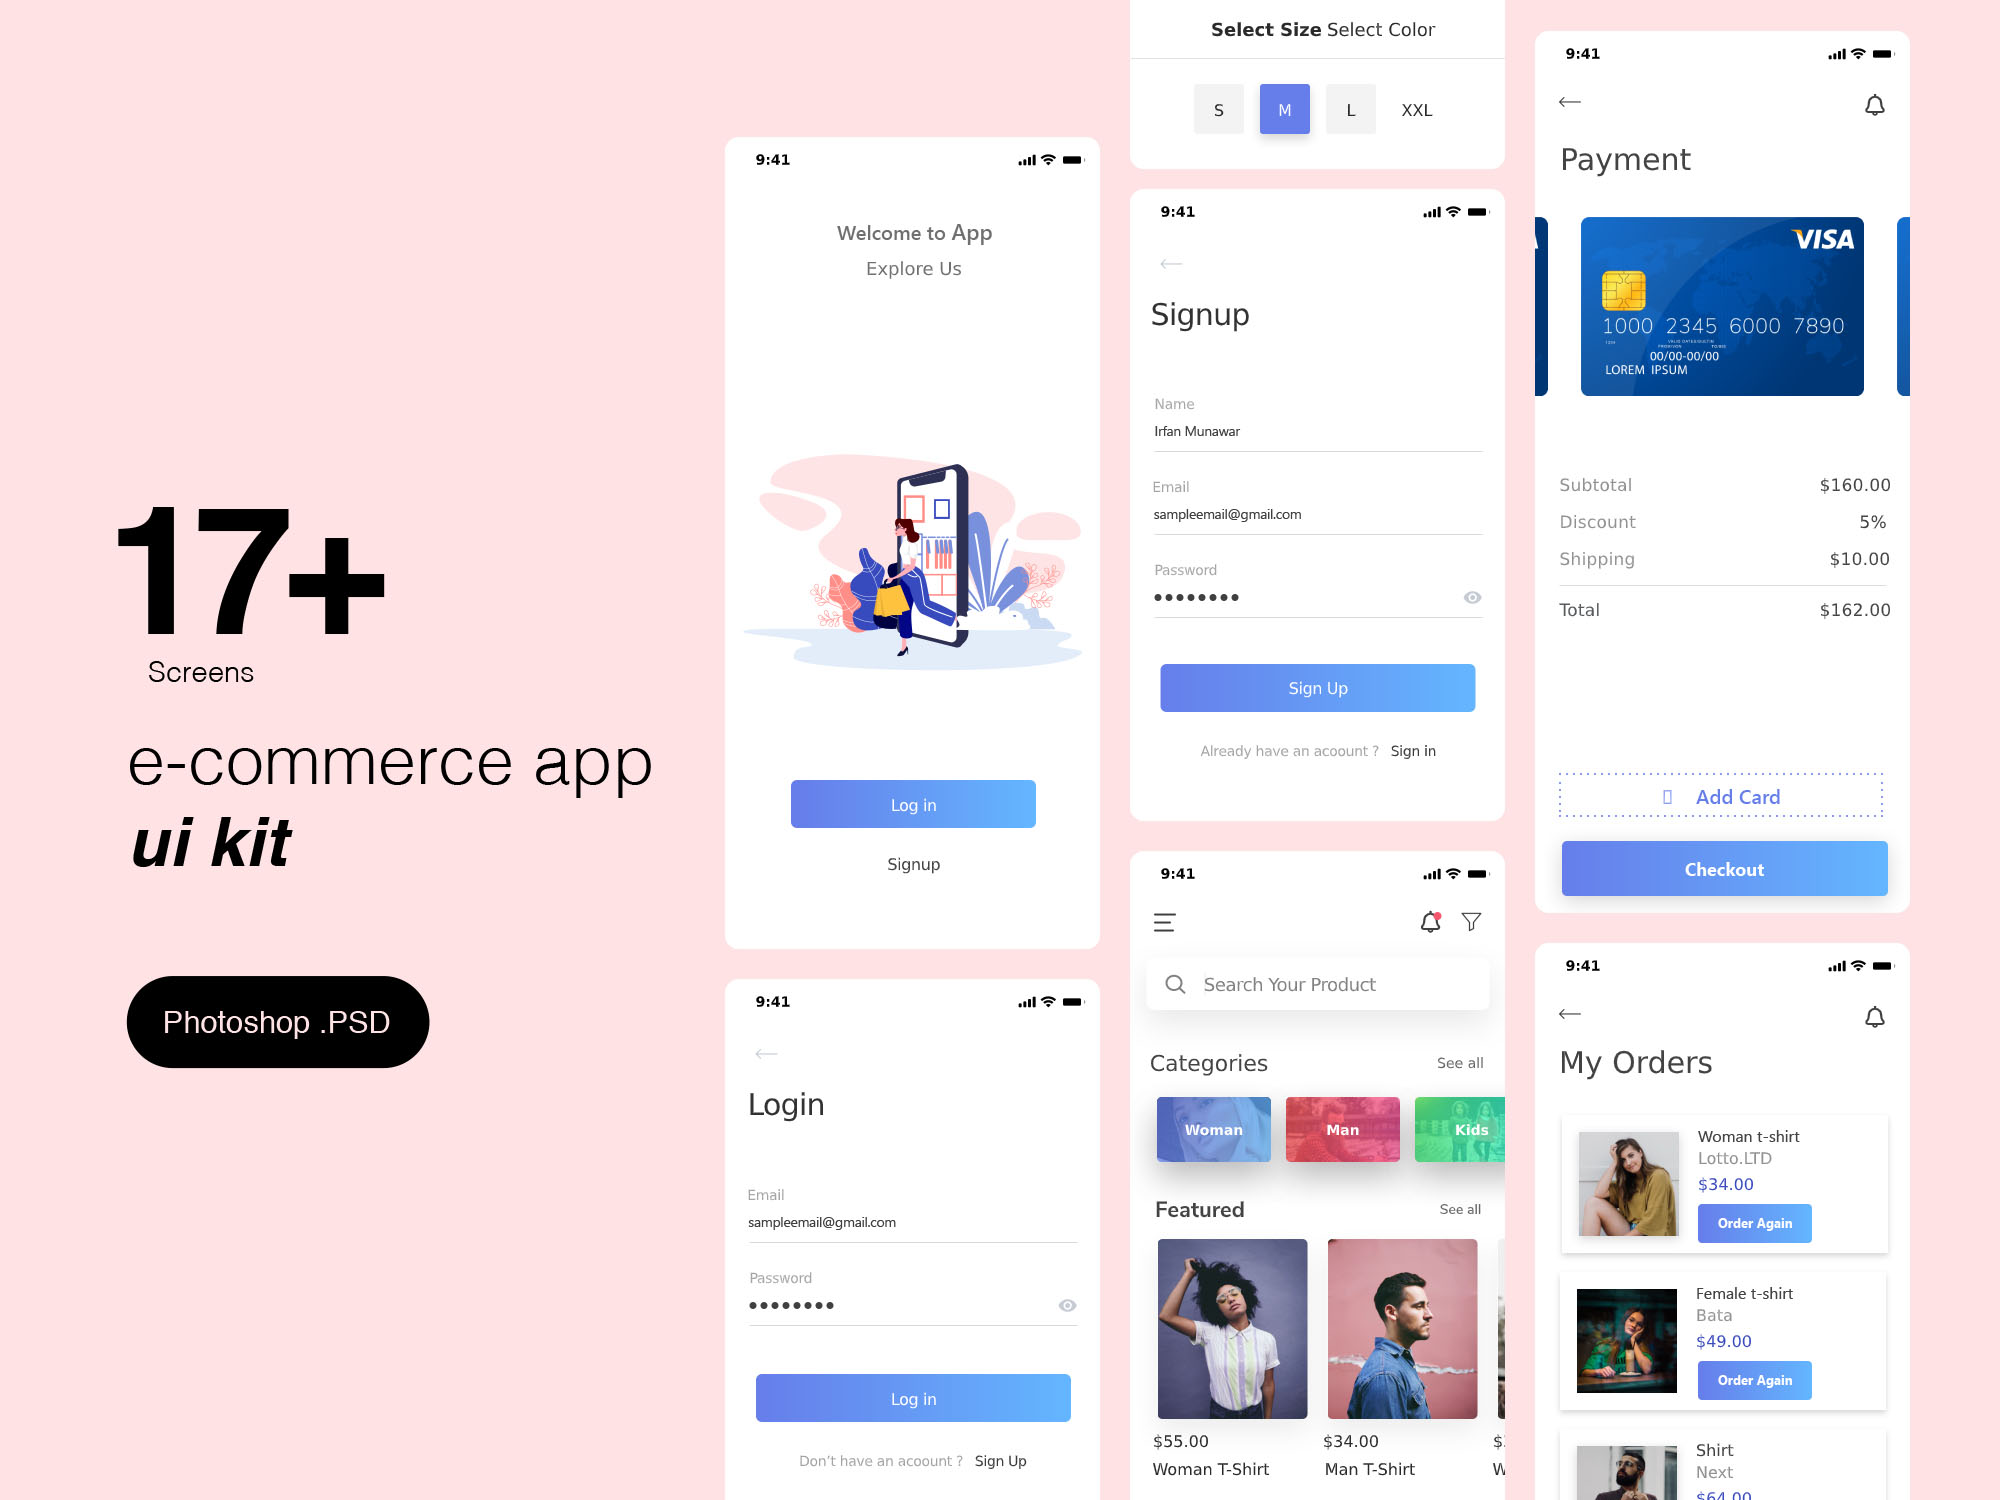 17+
Screens
e-commerce app
ui kit
Photoshop .PSD
9:41
Welcome to App
Explore Us
Log in
Signup
9:41
Login
Email
sampleemail@gmail.com
Password
Log in
Don't have an acoount ? Sign Up
Select Size Select Color
S M L XXL
9:41
Signup
Name
Irfan Munawar
Email
sampleemail@gmail.com
Password
Sign Up
Already have an acoount ? Sign in
9:41
Search Your Product
Categories See all
Woman Man Kids
Featured See all
$55.00 $34.00
Woman T-Shirt Man T-Shirt
9:41
Payment
VISA
1000 2345 6000 7890
00/00-00/00
LOREM IPSUM
Subtotal $160.00
Discount 5%
Shipping $10.00
Total $162.00
Add Card
Checkout
9:41
My Orders
Woman t-shirt
Lotto.LTD
$34.00
Order Again
Female t-shirt
Bata
$49.00
Order Again
Shirt
Next
$64.00